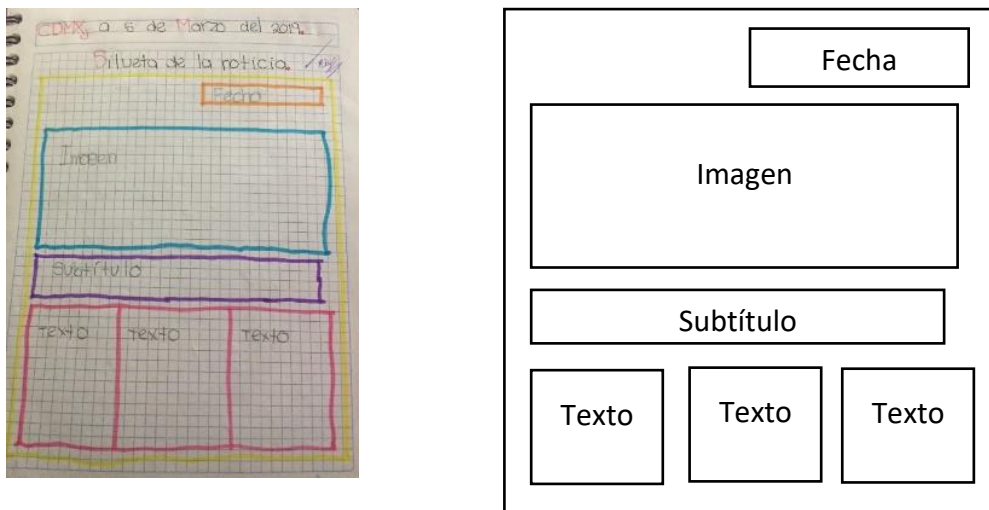 CDMX, a 5 de Marzo del 2019.
Silueta de la noticia.
Fecha
Imagen
Subtítulo
Texto Texto Texto
Fecha
Imagen
Subtítulo
Texto Texto Texto